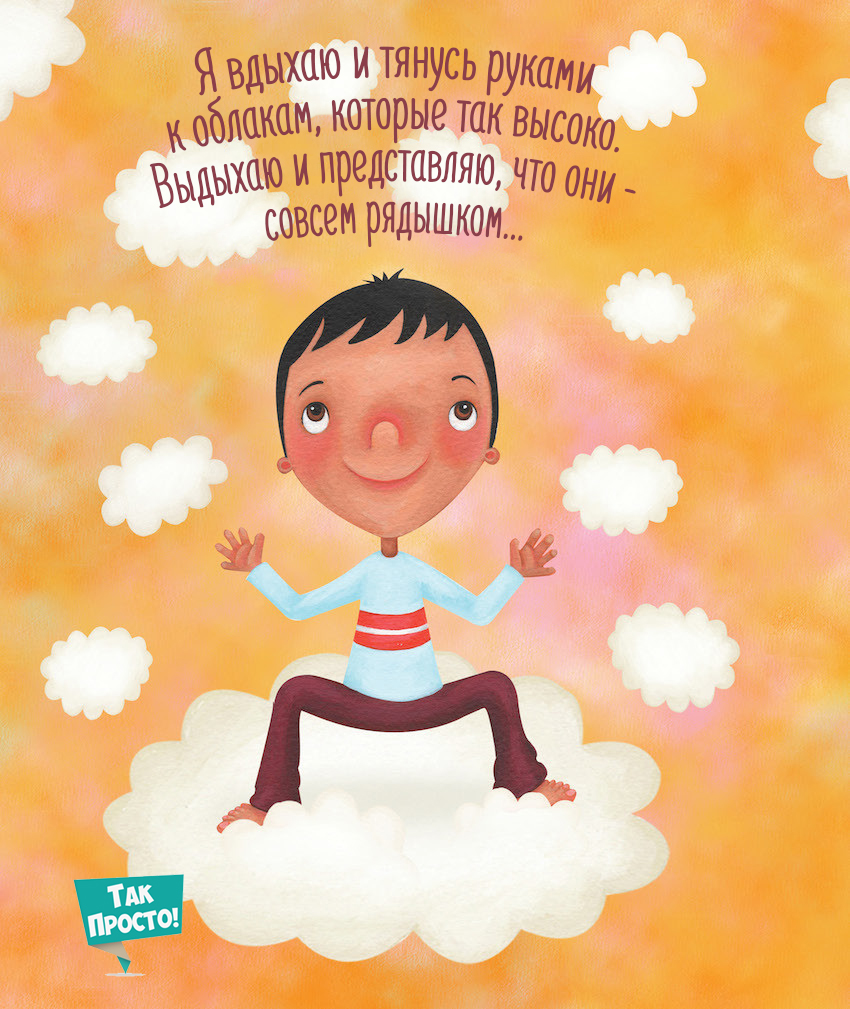 Я вдыхаю и тянусь руками
к облакам, которые так высоко.
Выдыхаю и представляю, что они -
совсем рядышком...
Так
Просто!